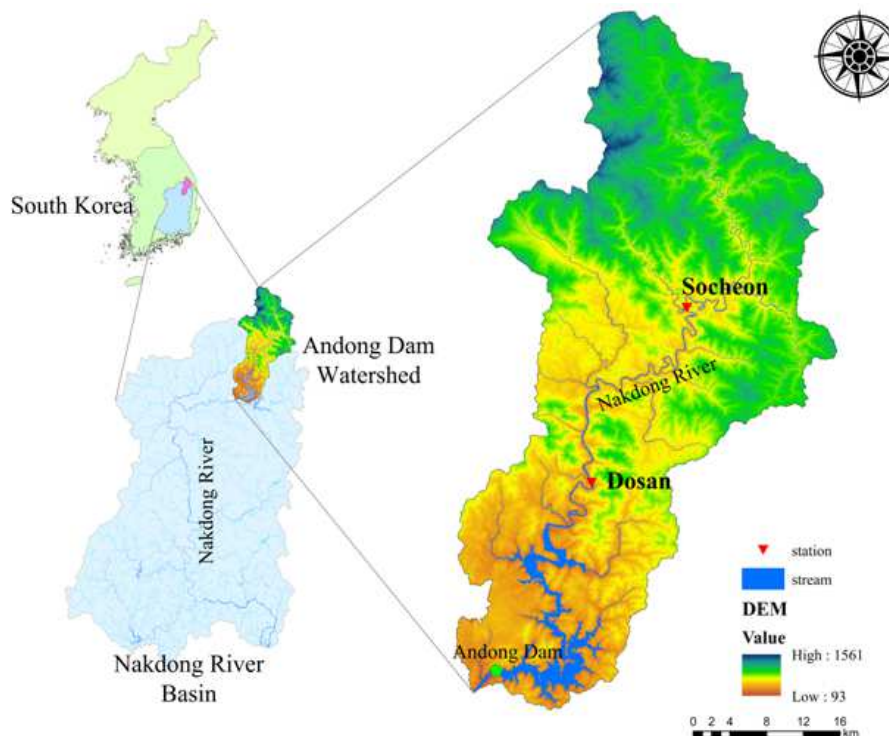 South Korea
Andong Dam
Watershed
Nakdong River
Nakdong River
Basin
Socheon
Nakdong River
Dosan
Andong Dam
station
stream
DEM
Value
High : 1561
Low : 93
0 2 4 8 12 16
km